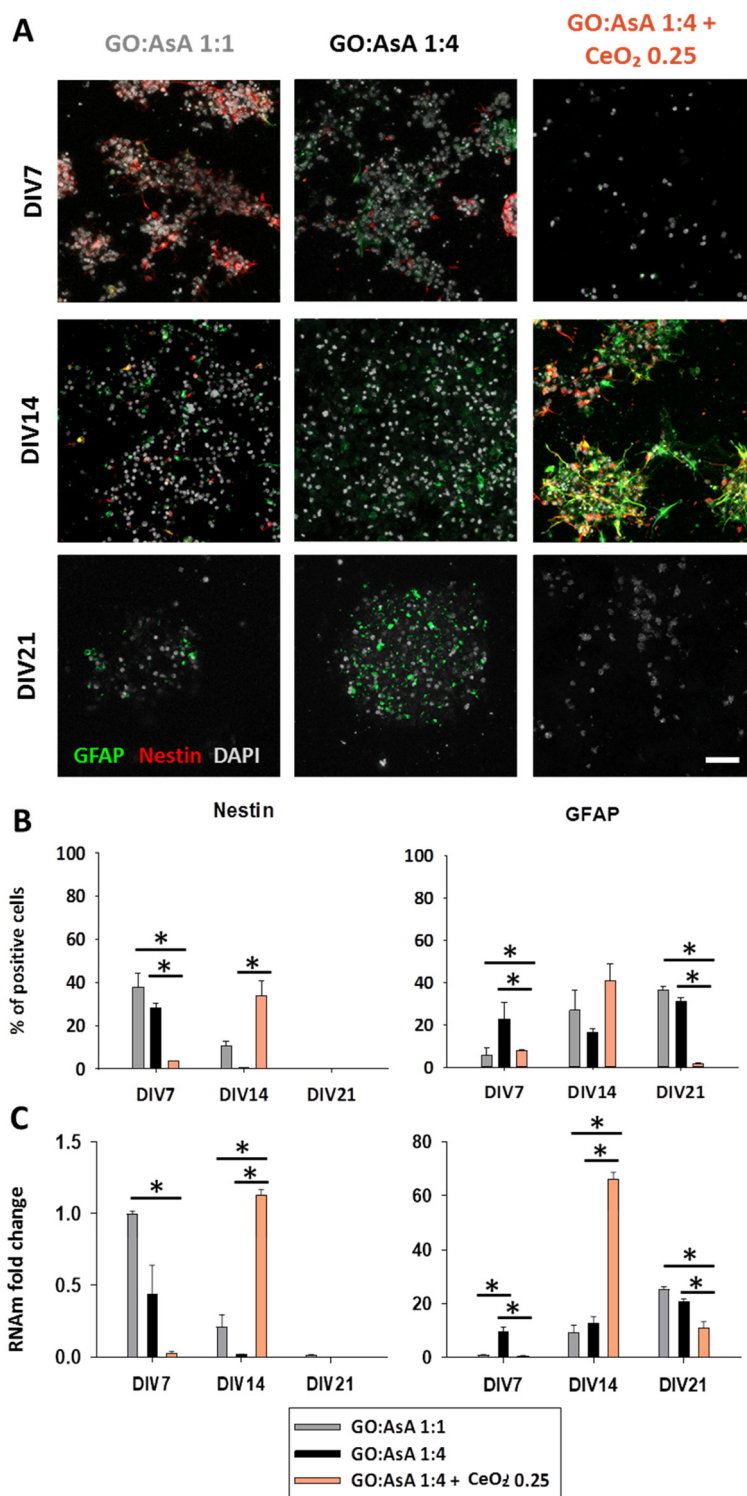 A
GO:AsA 1:1
GO:AsA 1:4
GO:AsA 1:4 +
CeO₂ 0.25
DIV7
DIV14
DIV21
GFAP Nestin DAPI
B
Nestin
GFAP
% of positive cells
100
80
60
40
20
0
* * *
DIV7 DIV14 DIV21
100
80
60
40
20
0
* * * *
DIV7 DIV14 DIV21
C
RNAm fold change
1.5
1.0
0.5
0.0
* * *
DIV7 DIV14 DIV21
80
60
40
20
0
* * * * * *
DIV7 DIV14 DIV21
GO:AsA 1:1
GO:AsA 1:4
GO:AsA 1:4 + CeO₂ 0.25